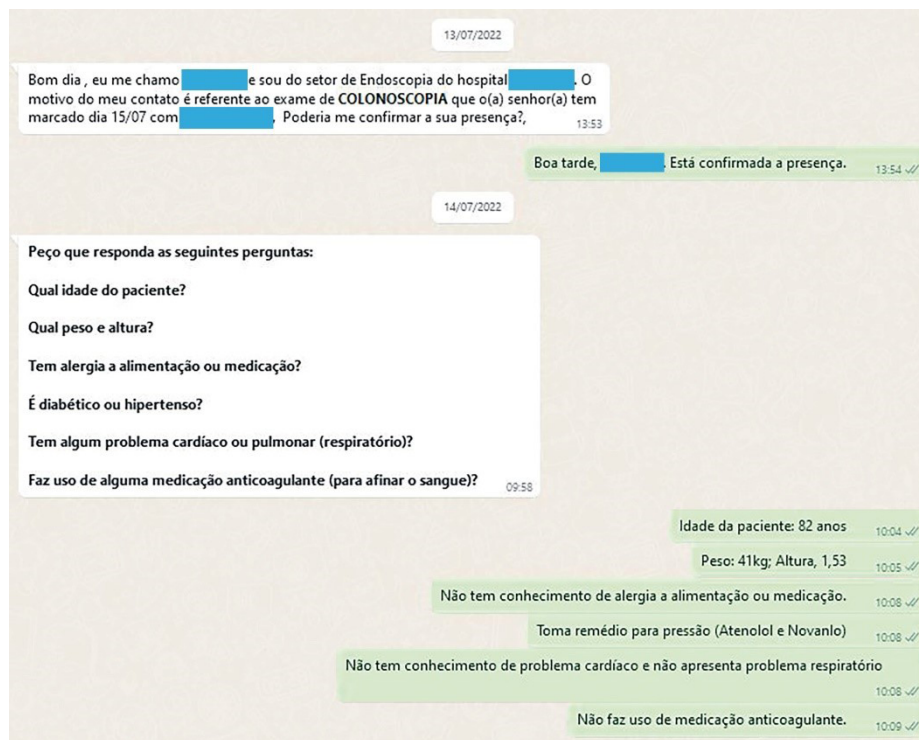 13/07/2022
Bom dia , eu me chamo e sou do setor de Endoscopia do hospital . O
motivo do meu contato é referente ao exame de COLONOSCOPIA que o(a) senhor(a) tem
marcado dia 15/07 com , Poderia me confirmar a sua presença?,
13:53
Boa tarde, . Está confirmada a presença.
13:54
14/07/2022
Peço que responda as seguintes perguntas:
Qual idade do paciente?
Qual peso e altura?
Tem alergia a alimentação ou medicação?
É diabético ou hipertenso?
Tem algum problema cardíaco ou pulmonar (respiratório)?
Faz uso de alguma medicação anticoagulante (para afinar o sangue)?
09:58
Idade da paciente: 82 anos
10:04
Peso: 41kg; Altura, 1,53
10:05
Não tem conhecimento de alergia a alimentação ou medicação.
10:08
Toma remédio para pressão (Atenolol e Novanlo)
10:08
Não tem conhecimento de problema cardíaco e não apresenta problema respiratório
10:08
Não faz uso de medicação anticoagulante.
10:09